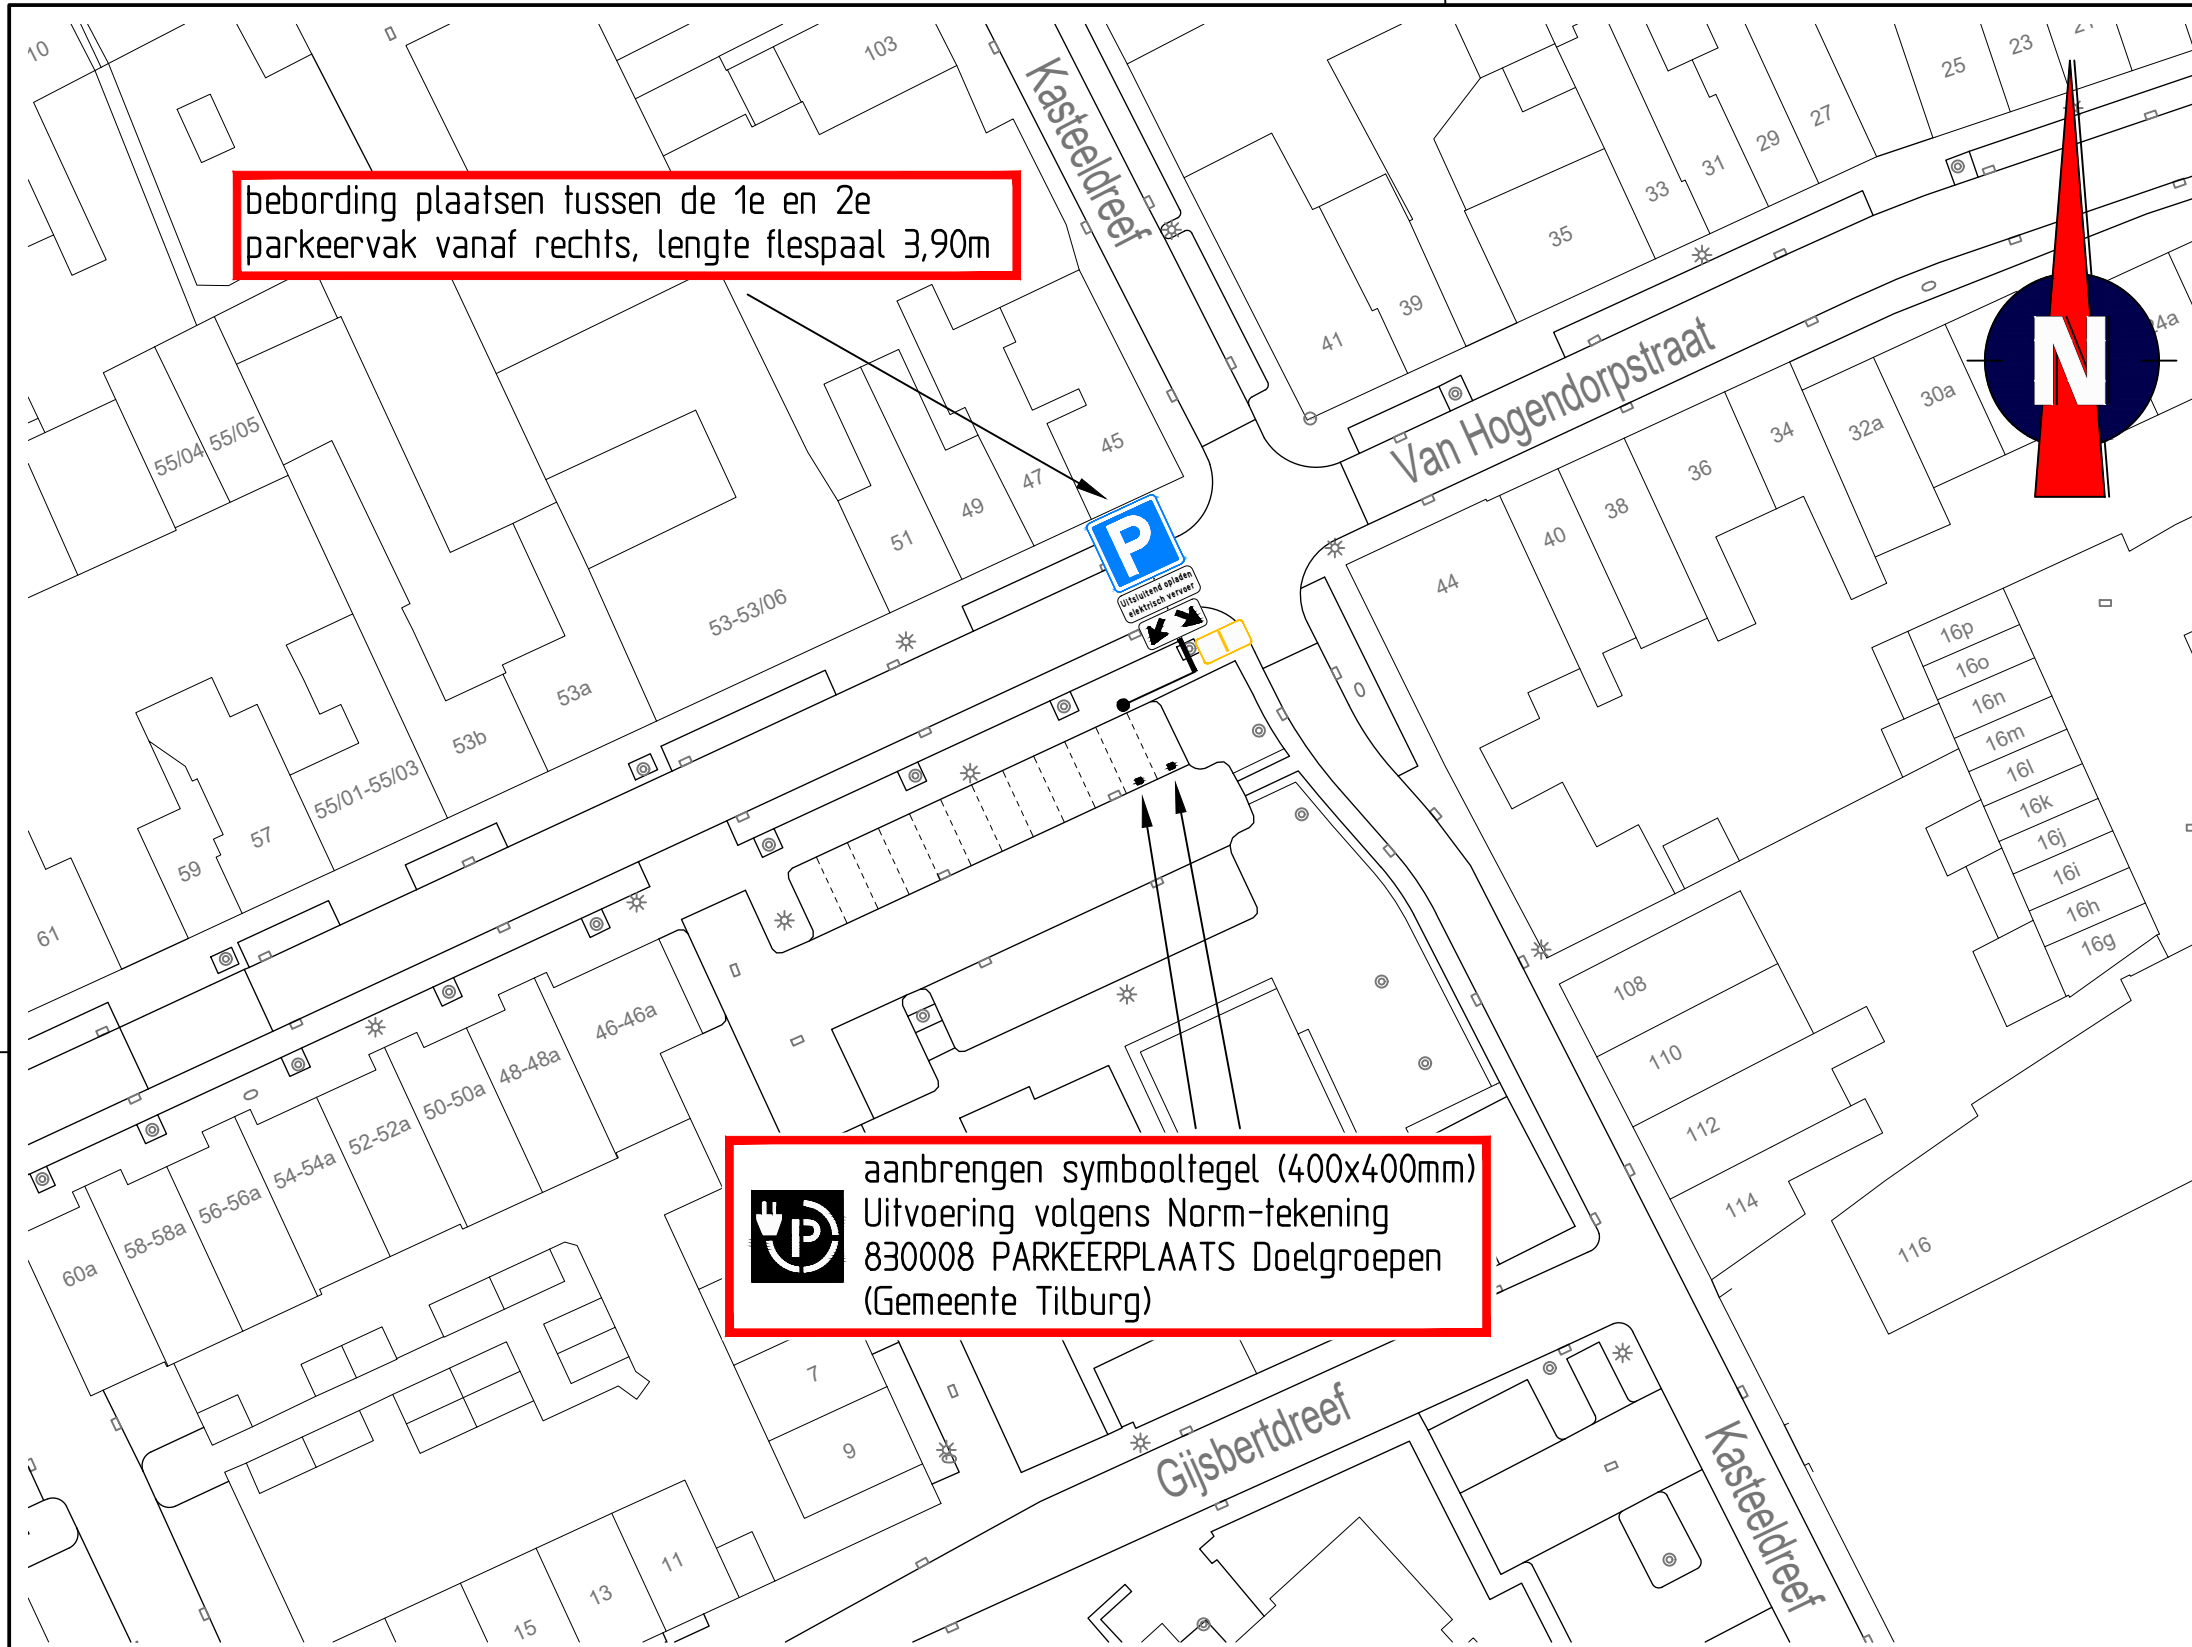 10
103
Kasteeldreef
25
23
27
29
31
33
35
39
41
bebording plaatsen tussen de 1e en 2e
parkeervak vanaf rechts, lengte flespaal 3,90m
N
24a
30a
32a
34
36
38
40
44
Van Hogendorpstraat
55/04
55/05
45
47
49
51
53-53/06
53a
53b
55/01-55/03
57
59
61
P
Uitsluitend opladen
elektrisch vervoer
0
16p
16o
16n
16m
16l
16k
16j
16i
16h
16g
108
110
112
114
116
46-46a
48-48a
50-50a
52-52a
54-54a
56-56a
58-58a
60a
aanbrengen symbooltegel (400x400mm)
Uitvoering volgens Norm-tekening
830008 PARKEERPLAATS Doelgroepen
(Gemeente Tilburg)
P
7
9
11
13
15
Gijsbertdreef
Kasteeldreef